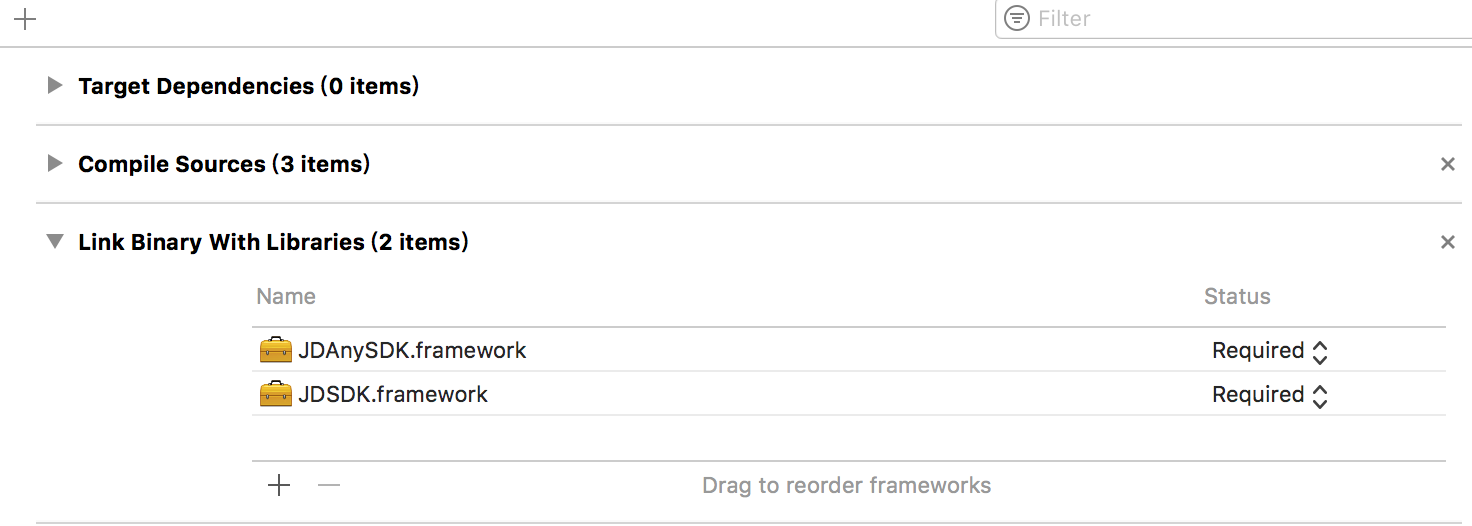 Filter
Target Dependencies (0 items)
Compile Sources (3 items)
Link Binary With Libraries (2 items)
Name Status
JDAnySDK.framework Required
JDSDK.framework Required
Drag to reorder frameworks